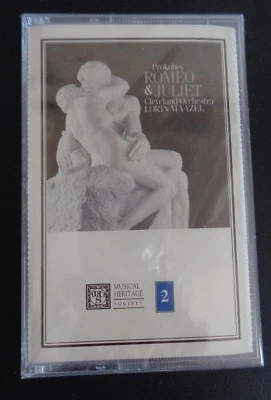 Prokofiev
ROMEO
& JULIET
Cleveland Orchestra
LORIN MAAZEL
MUSICAL
HERITAGE
SOCIETY
2